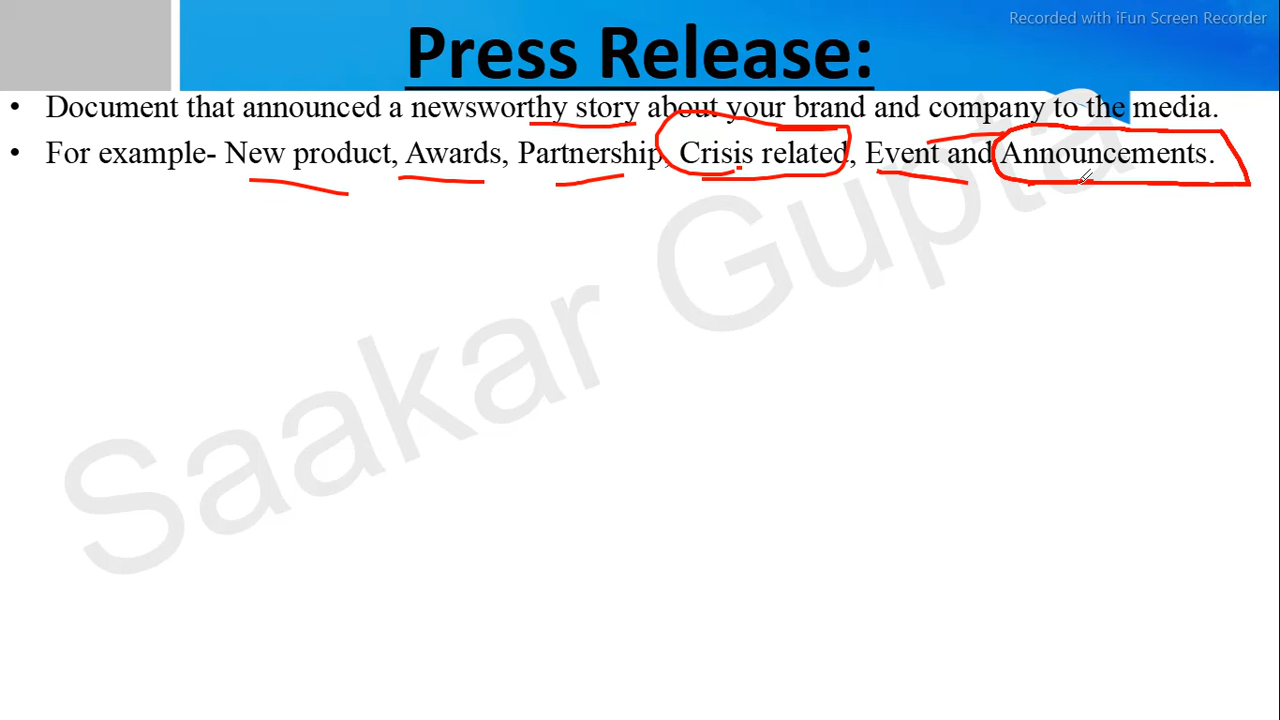 Recorded with iFun Screen Recorder
Press Release:
• Document that announced a newsworthy story about your brand and company to the media.
• For example- New product, Awards, Partnership, Crisis related, Event and Announcements.
Saakar Gupta